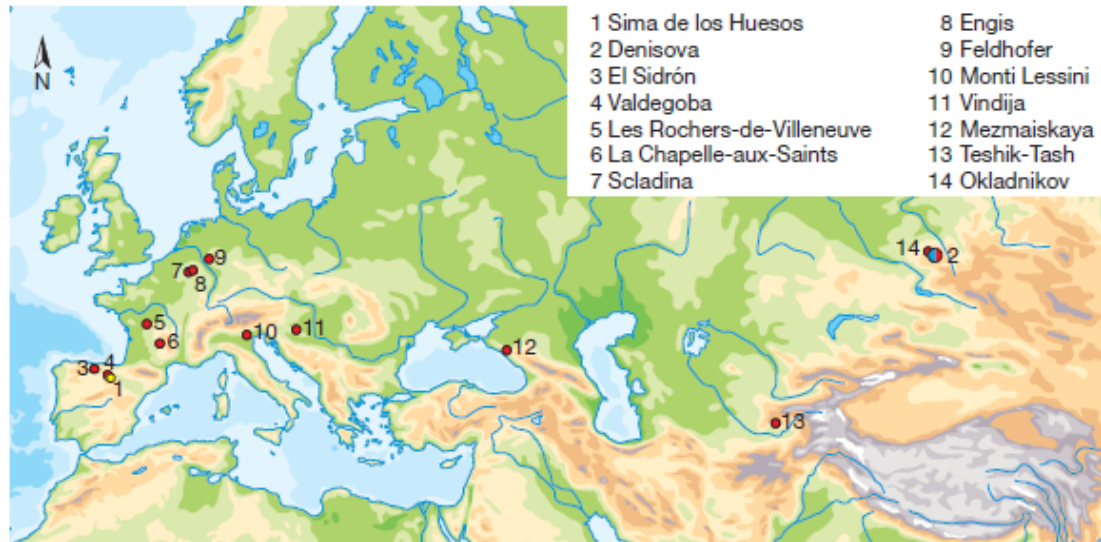 1 Sima de los Huesos
2 Denisova
3 El Sidrón
4 Valdegoba
5 Les Rochers-de-Villeneuve
6 La Chapelle-aux-Saints
7 Scladina
8 Engis
9 Feldhofer
10 Monti Lessini
11 Vindija
12 Mezmaiskaya
13 Teshik-Tash
14 Okladnikov
N
14 2
9
7
8
5
11
10
6
12
3 4
1
13